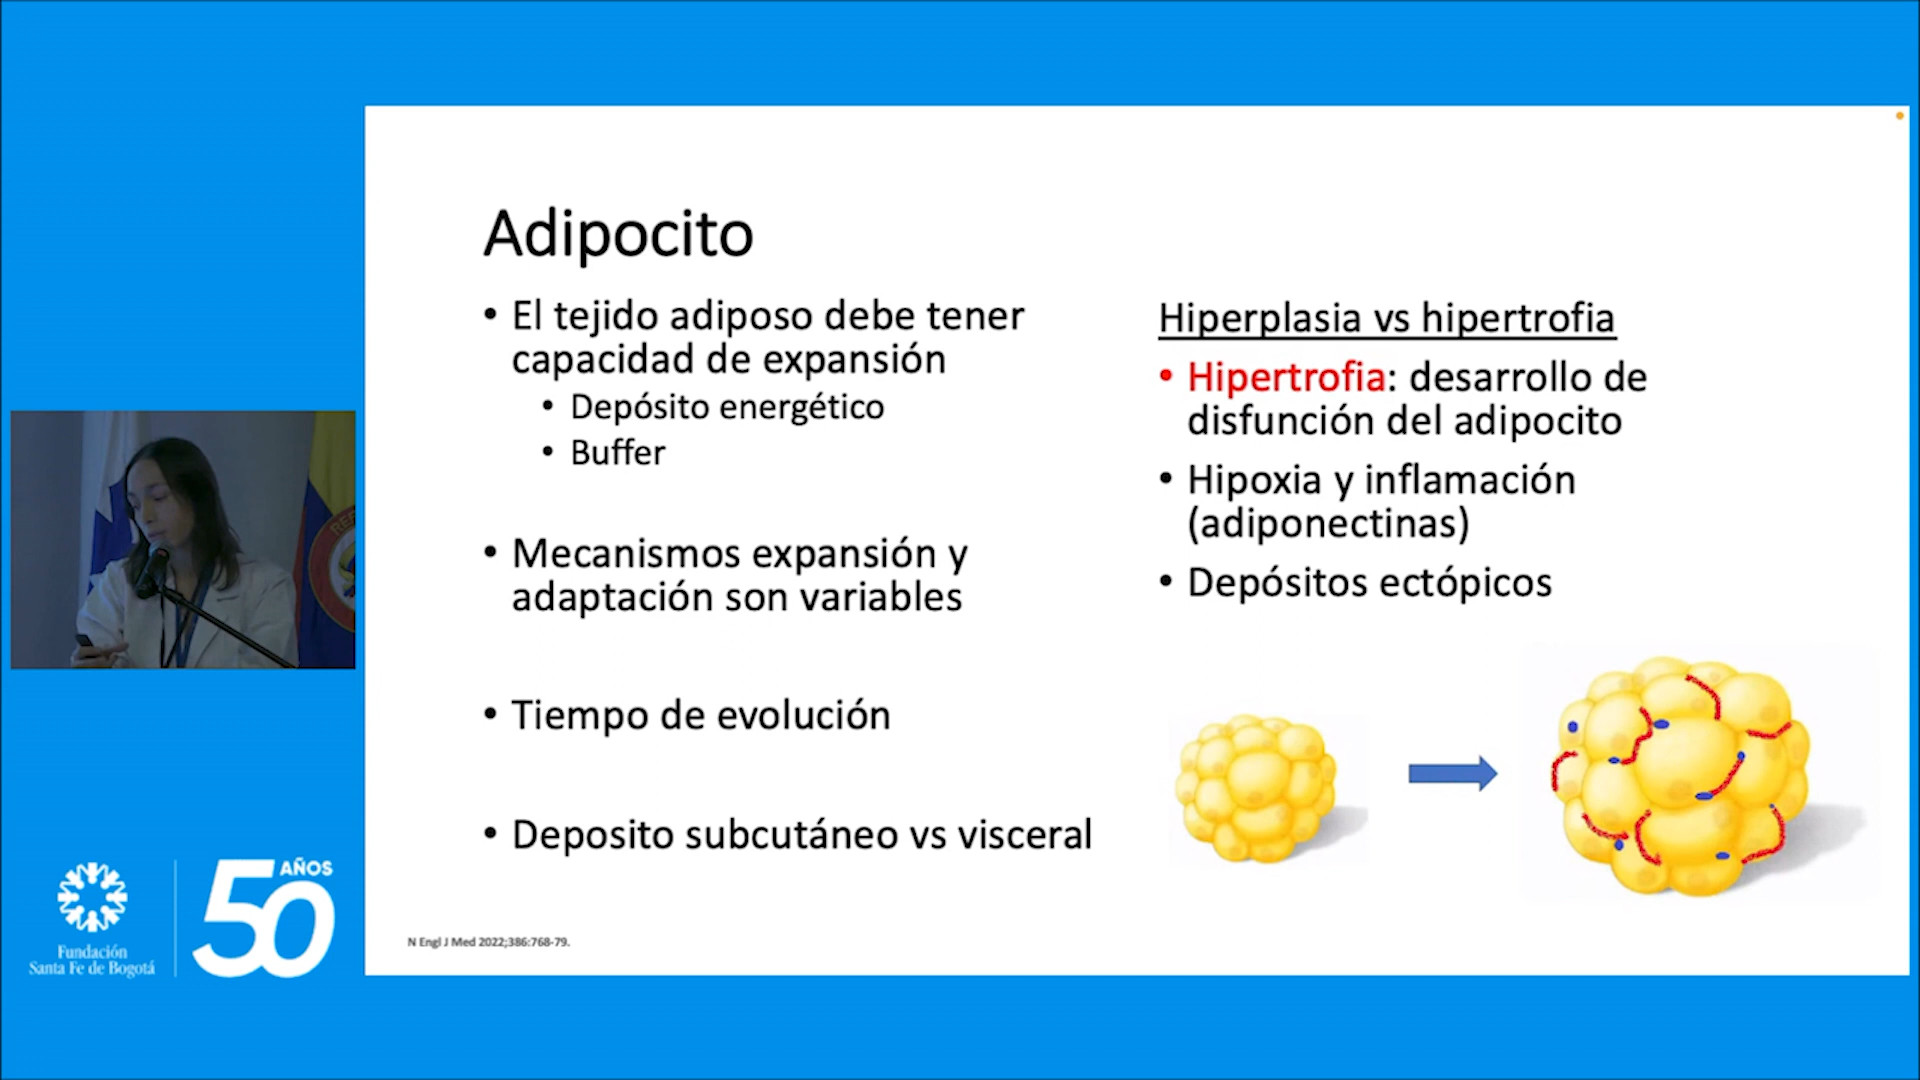 Adipocito
• El tejido adiposo debe tener
capacidad de expansión
• Depósito energético
• Buffer
• Mecanismos expansión y
adaptación son variables
• Tiempo de evolución
• Deposito subcutáneo vs visceral
Hiperplasia vs hipertrofia
• Hipertrofia: desarrollo de
disfunción del adipocito
• Hipoxia y inflamación
(adiponectinas)
• Depósitos ectópicos
N Engl J Med 2022;386:768-79.
Fundación
Santa Fe de Bogotá
50 AÑOS